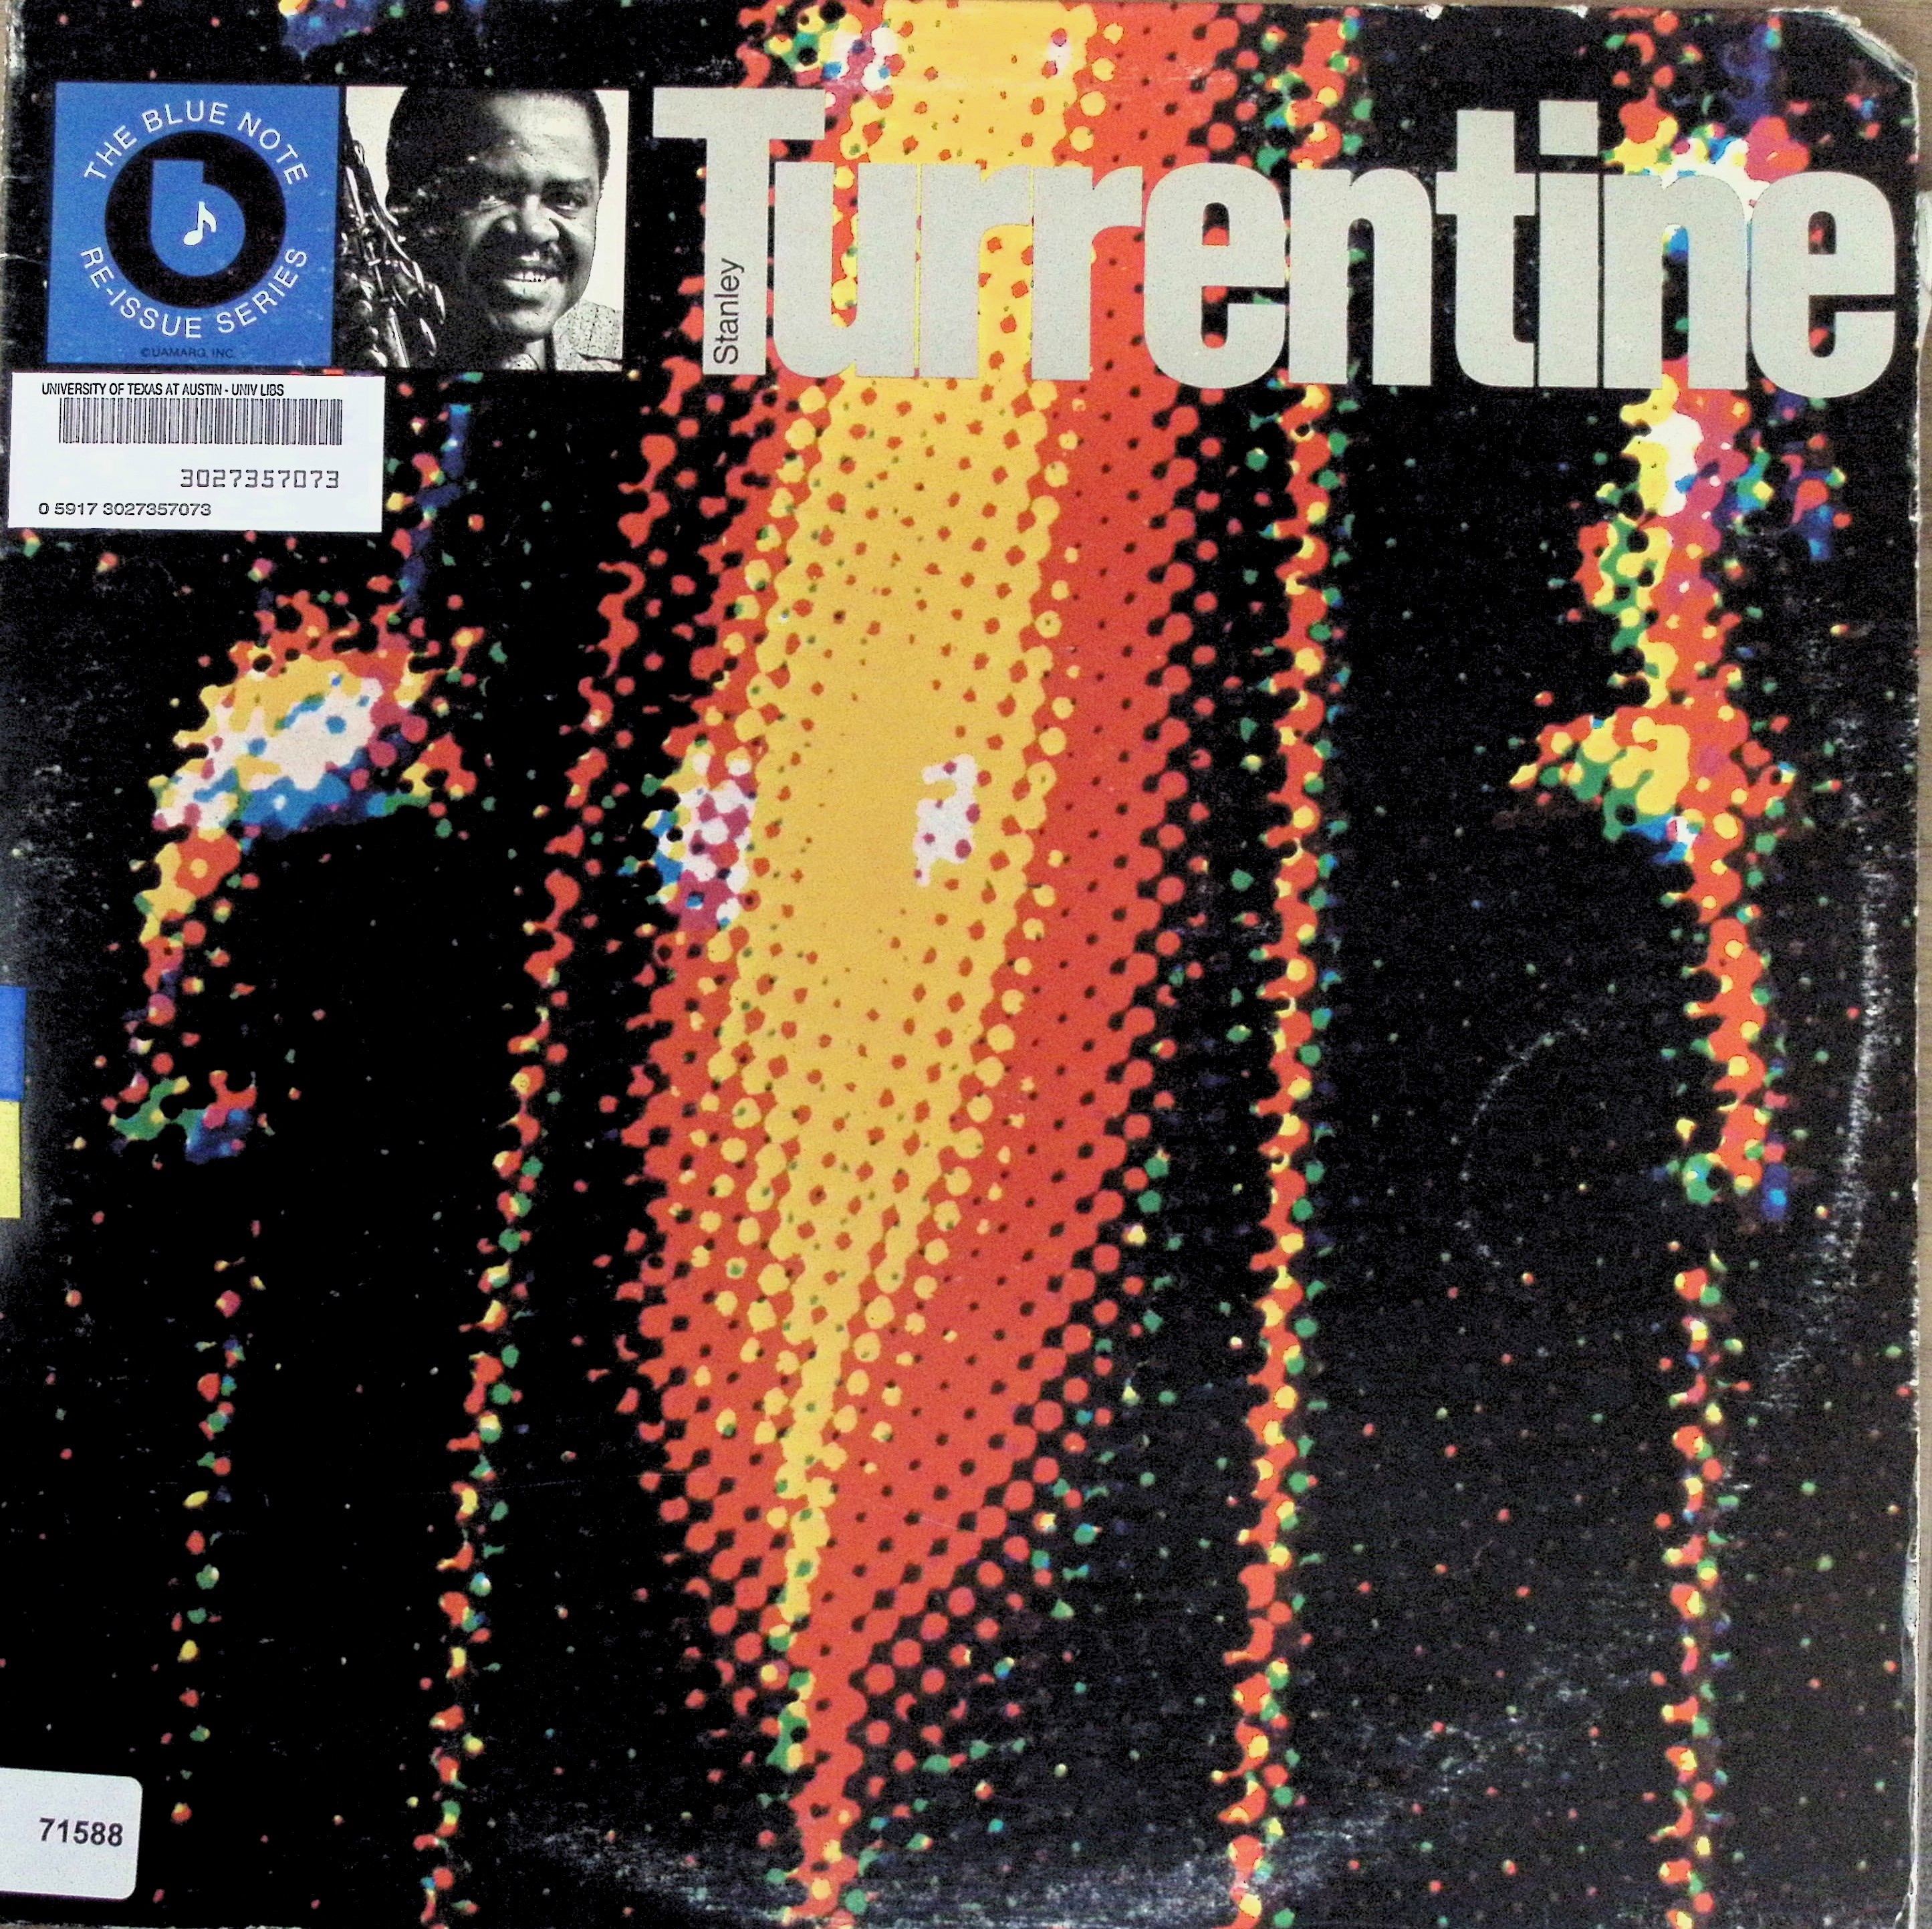 THE BLUE NOTE
RE-ISSUE SERIES
© UAMARO, INC.
Stanley
Turrentine
UNIVERSITY OF TEXAS AT AUSTIN - UNIV LIBS
3027357073
0 5917 3027357073
71588